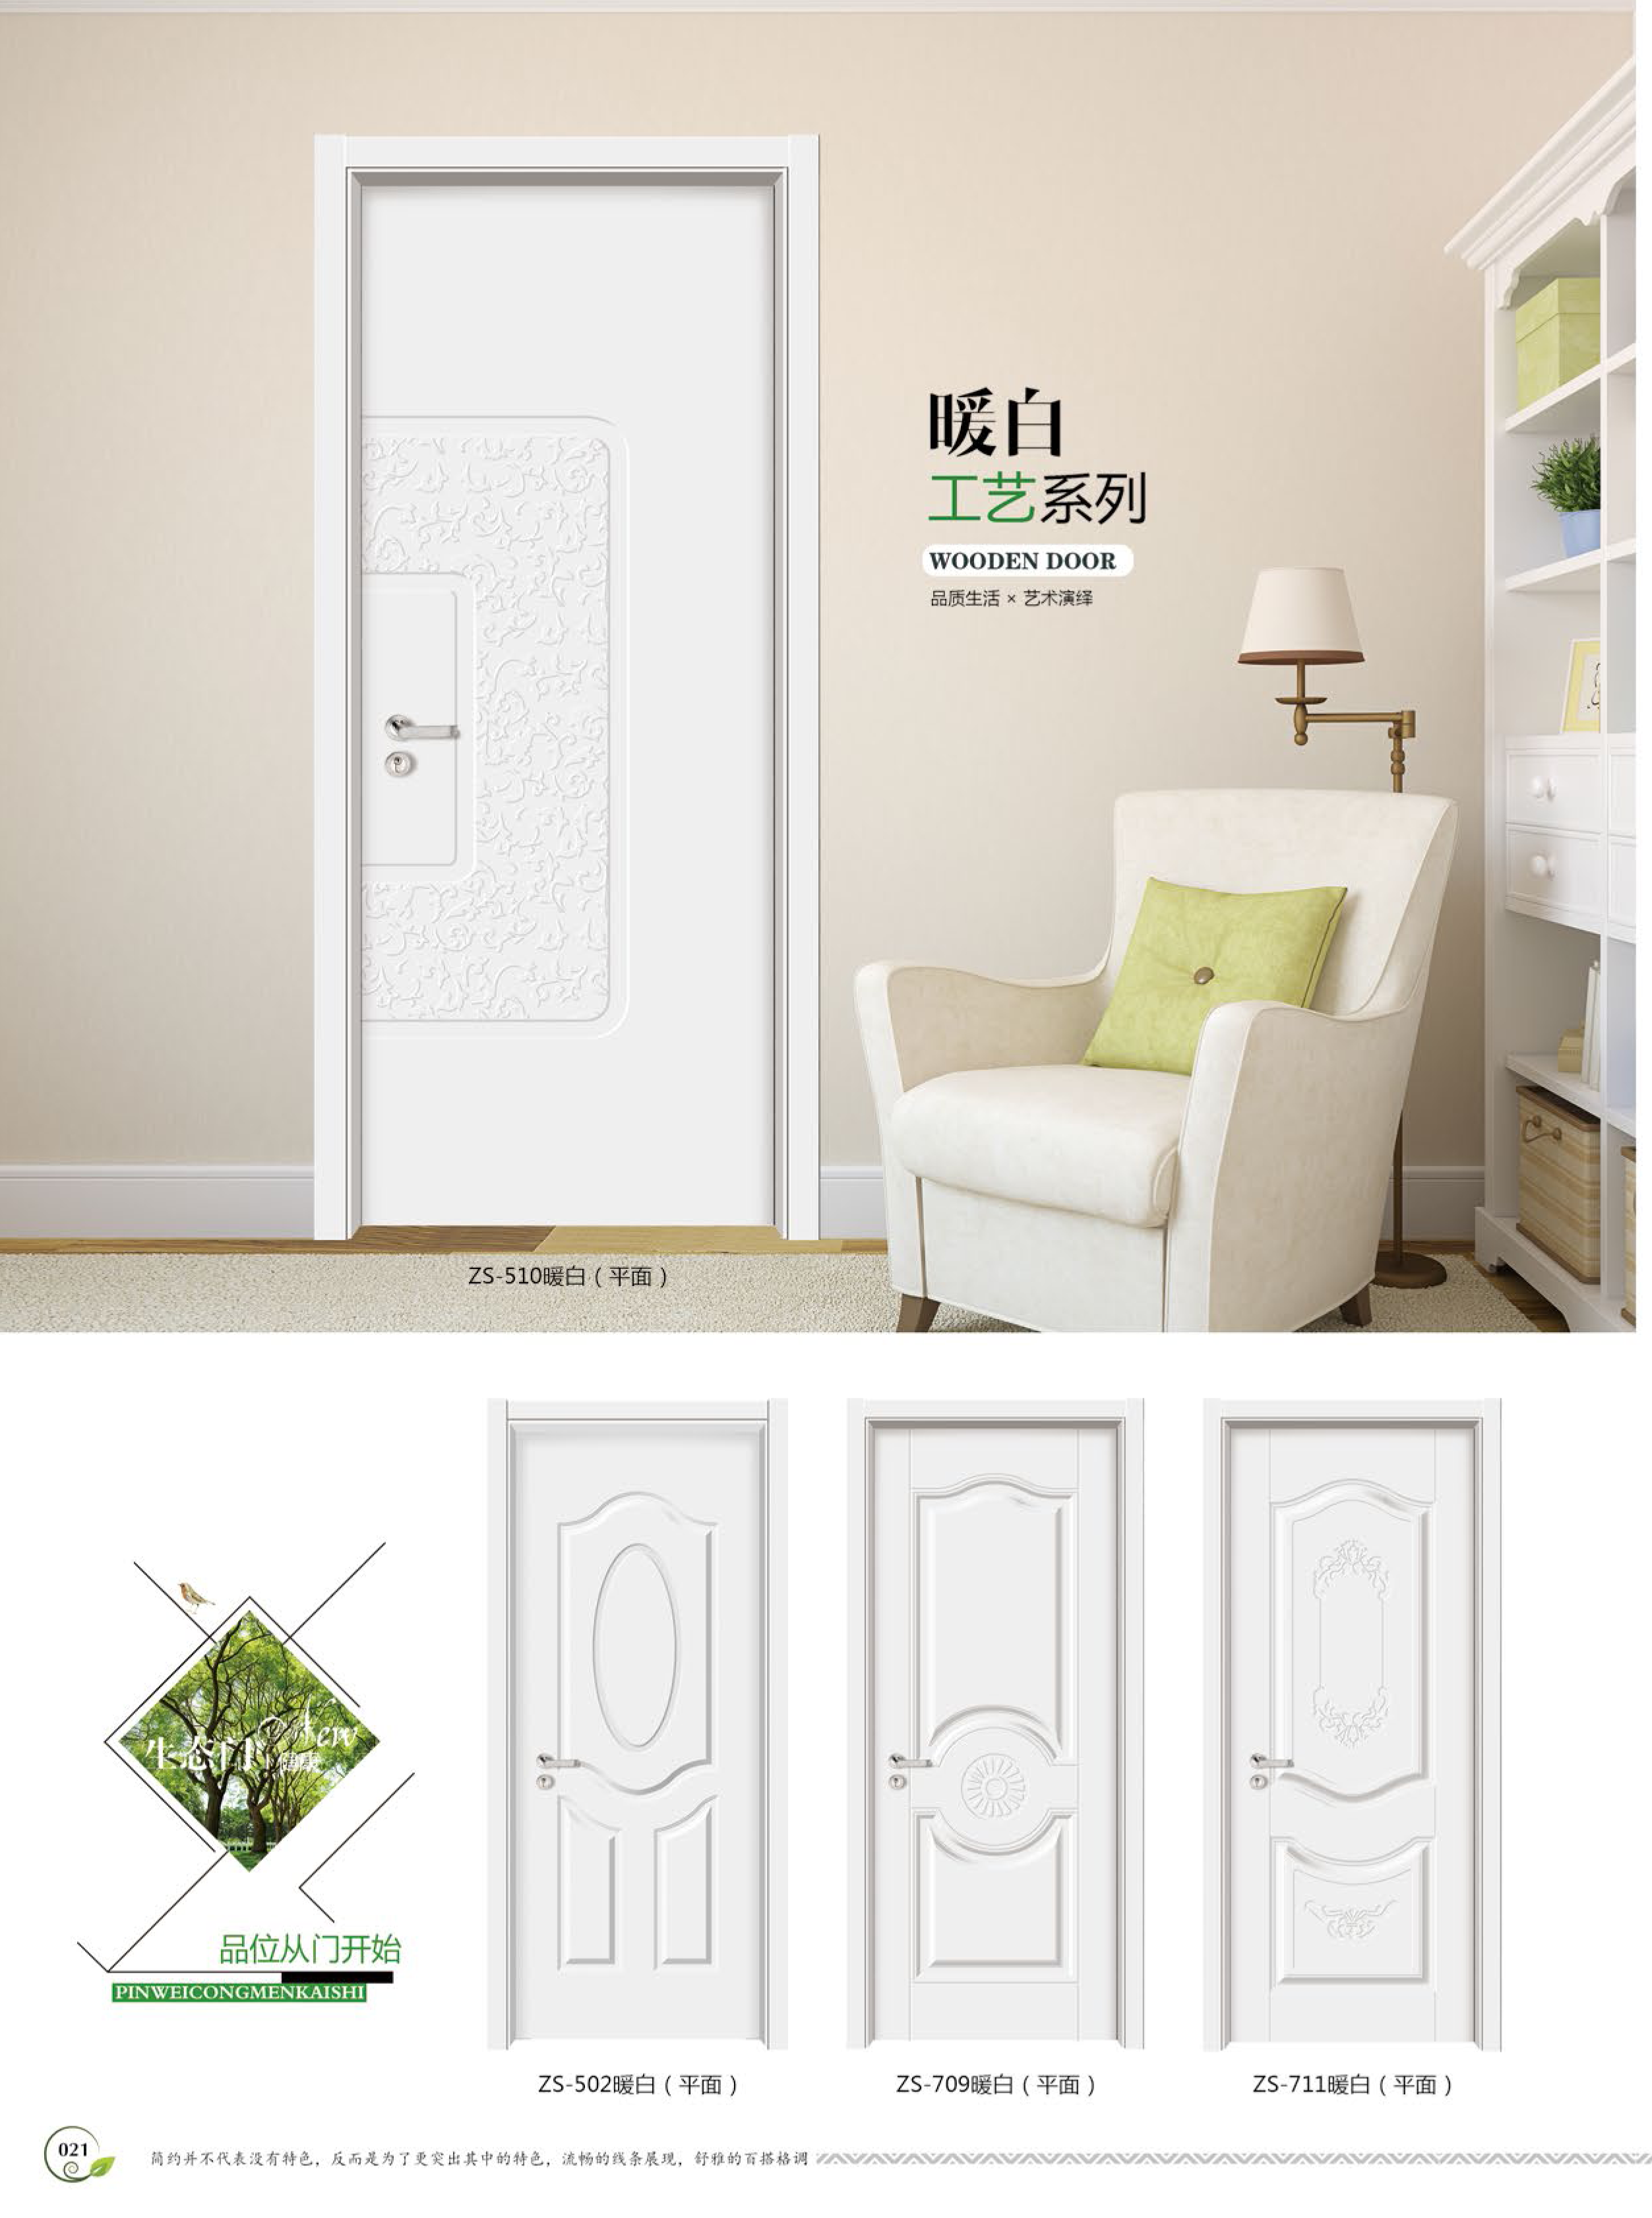 暖白
工艺系列
WOODEN DOOR
品质生活 × 艺术演绎
ZS-510暖白（平面）
生态门
健康
品位从门开始
PINWEICONGMENKAISHI
ZS-502暖白（平面）
ZS-709暖白（平面）
ZS-711暖白（平面）
021
简约并不代表没有特色，反而是为了更突出其中的特色，流畅的线条展现，舒雅的百搭格调